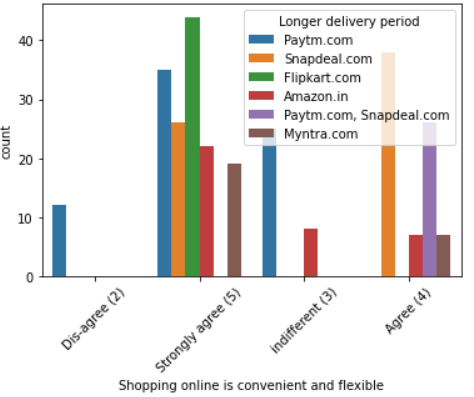 Longer delivery period
Paytm.com
Snapdeal.com
Flipkart.com
Amazon.in
Paytm.com, Snapdeal.com
Myntra.com
40
30
20
10
0
count
Dis-agree (2)
Strongly agree (5)
indifferent (3)
Agree (4)
Shopping online is convenient and flexible